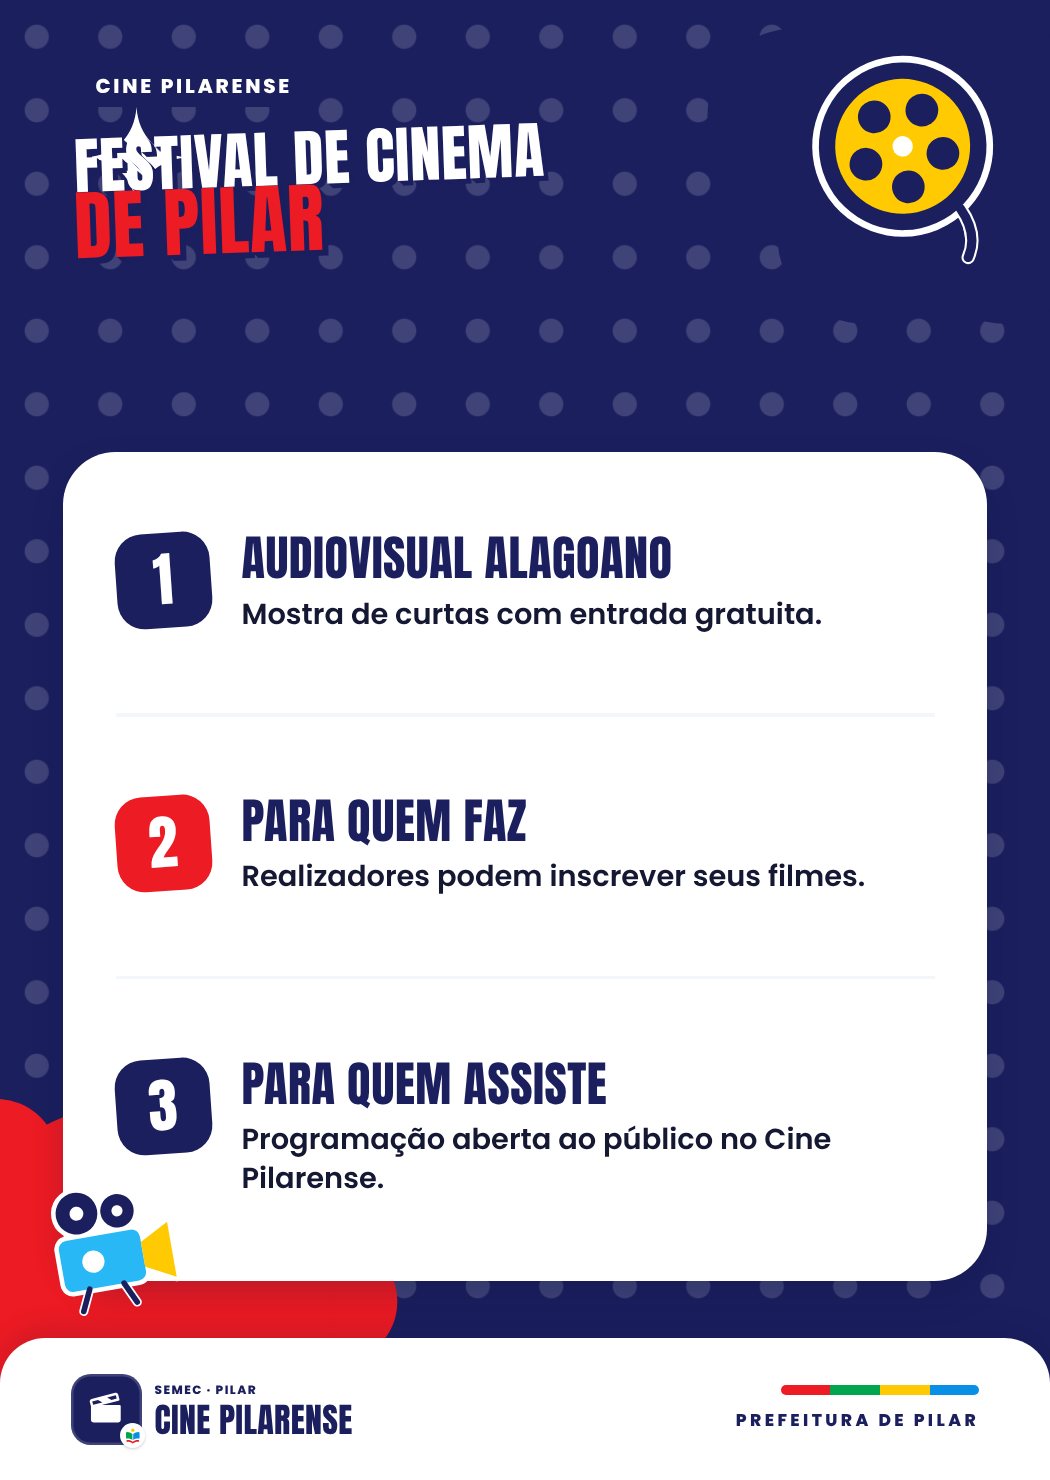 CINE PILARENSE
FESTIVAL DE CINEMA
DE PILAR
1
AUDIOVISUAL ALAGOANO
Mostra de curtas com entrada gratuita.
2
PARA QUEM FAZ
Realizadores podem inscrever seus filmes.
3
PARA QUEM ASSISTE
Programação aberta ao público no Cine
Pilarense.
SEMEC · PILAR
CINE PILARENSE
PREFEITURA DE PILAR